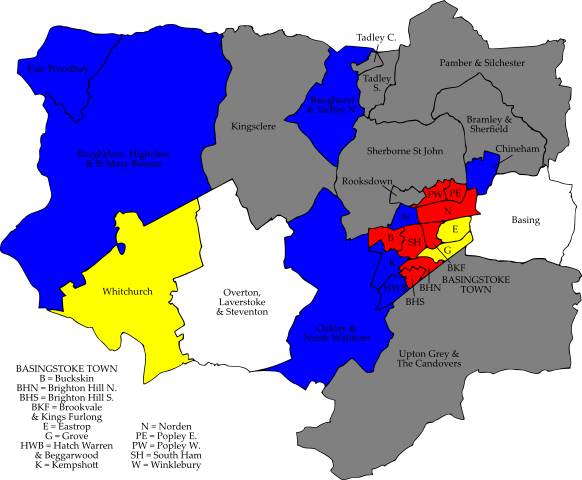 Tadley C.
East Woodhay
Pamber & Silchester
Tadley
S.
Baughurst
& Tadley N.
Kingsclere
Bramley &
Sherfield
Chineham
Burghclere, Highclere
& St Mary Bourne
Sherborne St John
Rooksdown
PW
PE
N
W
Basing
E
B
SH
G
K
BKF
BASINGSTOKE
TOWN
HWB
BHN
BHS
Whitchurch
Overton,
Laverstoke
& Steventon
Oakley &
North Waltham
Upton Grey &
The Candovers
BASINGSTOKE TOWN
B = Buckskin
BHN = Brighton Hill N.
BHS = Brighton Hill S.
BKF = Brookvale
& Kings Furlong
E = Eastrop
G = Grove
HWB = Hatch Warren
& Beggarwood
K = Kempshott
N = Norden
PE = Popley E.
PW = Popley W.
SH = South Ham
W = Winklebury